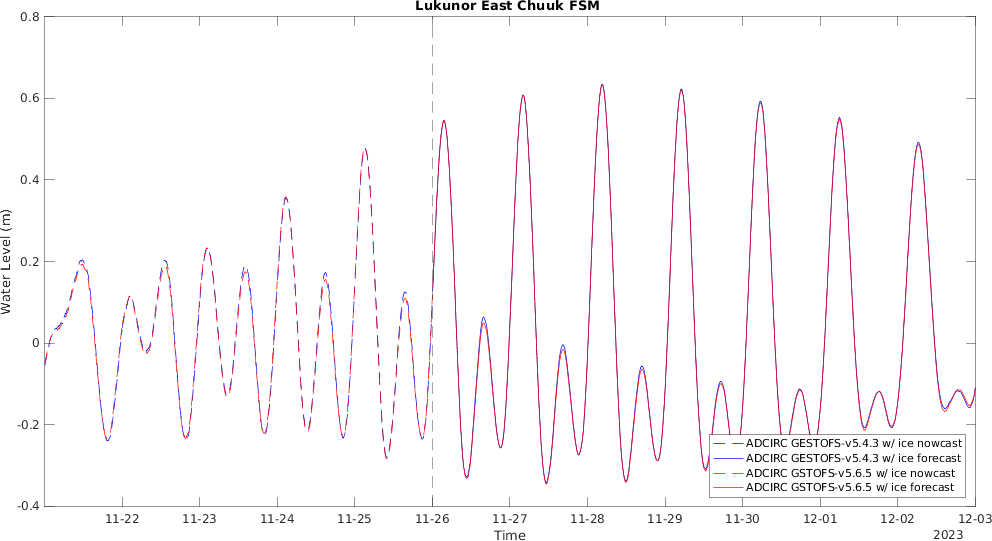 Lukunor East Chuuk FSM
0.8
0.6
0.4
0.2
0
-0.2
-0.4
Water Level (m)
ADCIRC GESTOFS-v5.4.3 w/ ice nowcast
ADCIRC GESTOFS-v5.4.3 w/ ice forecast
ADCIRC GSTOFS-v5.6.5 w/ ice nowcast
ADCIRC GSTOFS-v5.6.5 w/ ice forecast
11-22 11-23 11-24 11-25 11-26 11-27 11-28 11-29 11-30 12-01 12-02 12-03
Time
2023